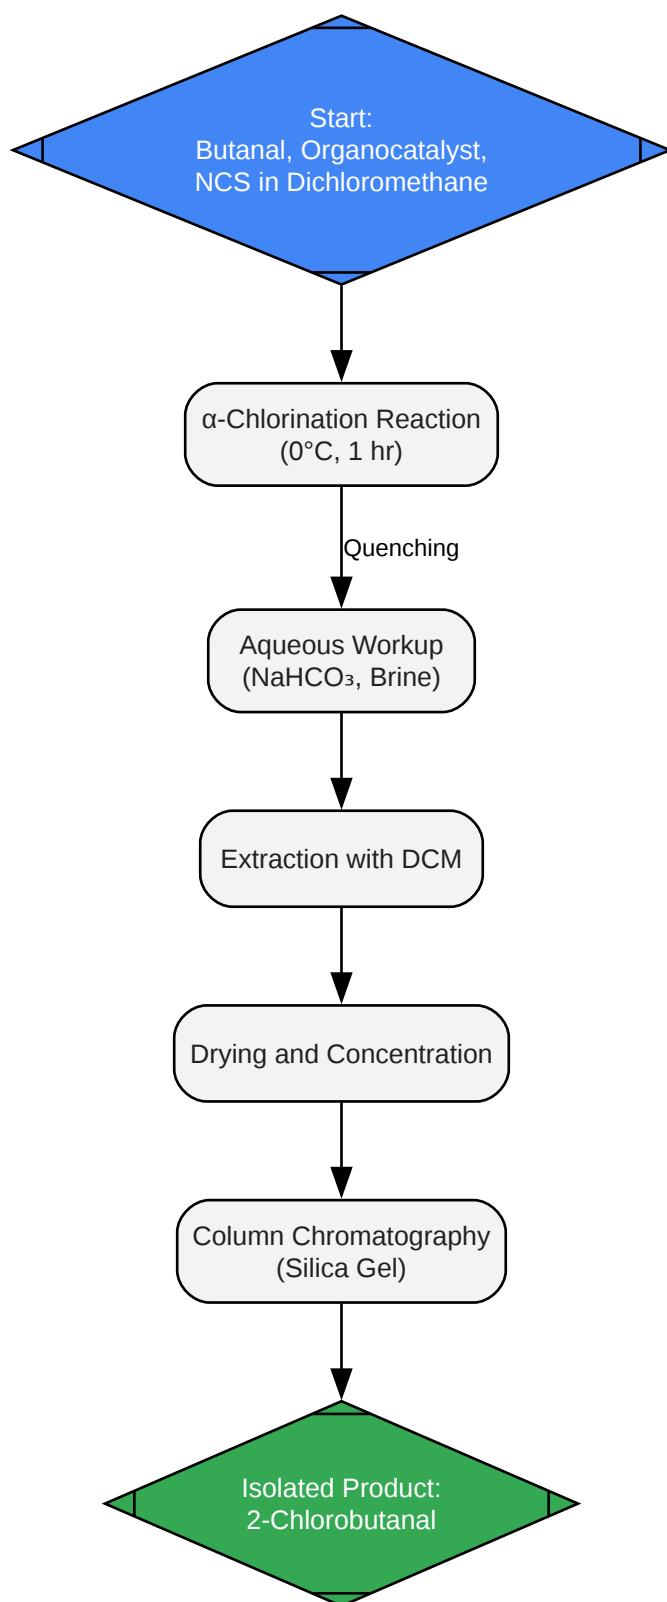 Start:
Butanal, Organocatalyst,
NCS in Dichloromethane
α-Chlorination Reaction
(0°C, 1 hr)
Quenching
Aqueous Workup
(NaHCO₃, Brine)
Extraction with DCM
Drying and Concentration
Column Chromatography
(Silica Gel)
Isolated Product:
2-Chlorobutanal